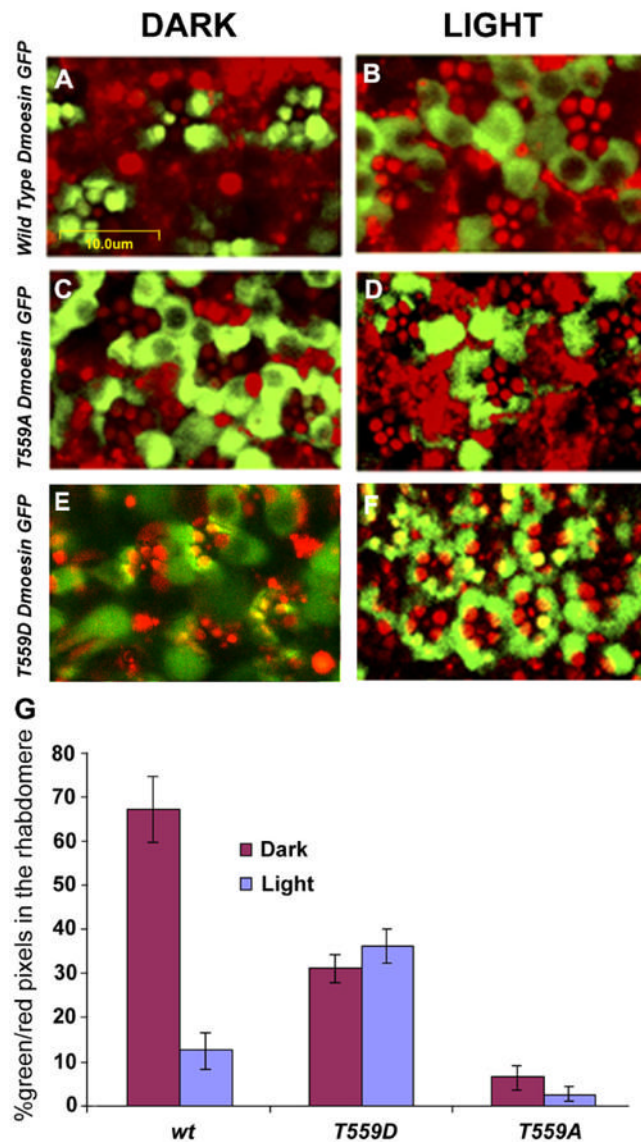 DARK LIGHT
Wild Type Dmoesin GFP
A
B
10.0um
T559A Dmoesin GFP
C
D
T559D Dmoesin GFP
E
F
G
%green/red pixels in the rhabdomere
80
70
60
50
40
30
20
10
0
Dark
Light
wt T559D T559A